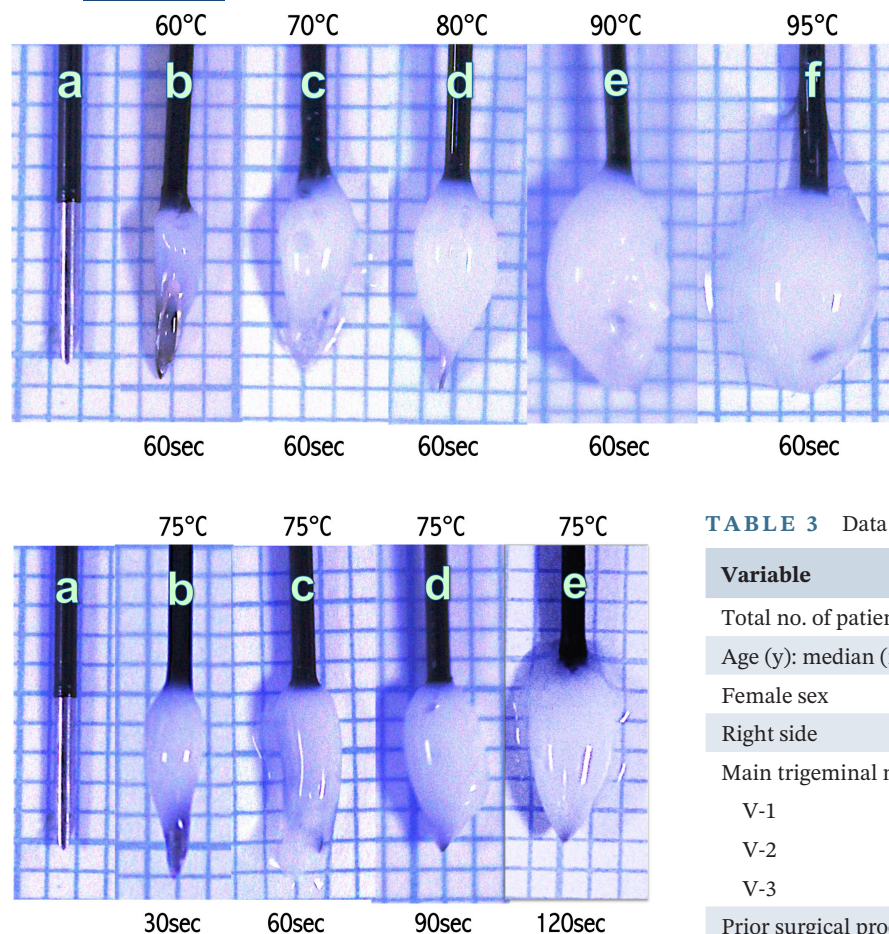 60°C 70°C 80°C 90°C 95°C
a b c d e f
60sec 60sec 60sec 60sec 60sec
75°C 75°C 75°C 75°C
a b c d e
30sec 60sec 90sec 120sec
TABLE 3 Data
Variable
Total no. of
Age (y): median (
Female sex
Right side
Main trigeminal
V-1
V-2
V-3
Prior surgical